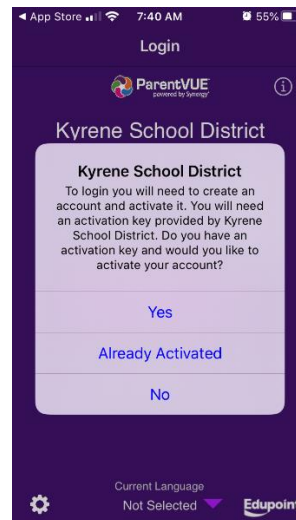 App Store 7:40 AM 55%
Login
ParentVUE
powered by Synergy
Kyrene School District
Kyrene School District
To login you will need to create an
account and activate it. You will need
an activation key provided by Kyrene
School District. Do you have an
activation key and would you like to
activate your account?
Yes
Already Activated
No
Current Language
Not Selected
Edupoint